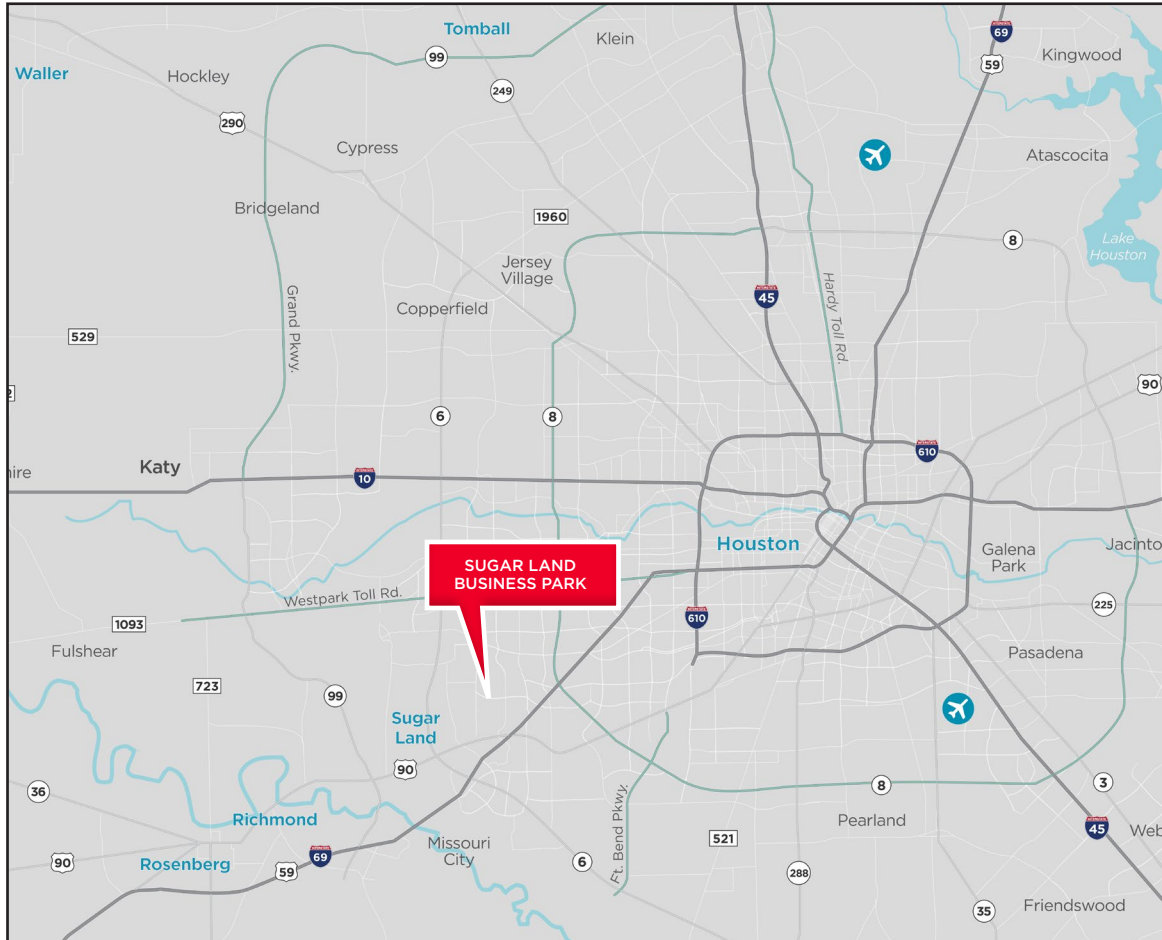 Tomball
Klein
69
59
Kingwood
99
Waller
Hockley
249
290
Cypress
Atascocita
Bridgeland
1960
8
Lake
Houston
Jersey
Village
Grand Pkwy.
Copperfield
45
Hardy Toll Rd.
529
90
6
8
610
Katy
10
SUGAR LAND
BUSINESS PARK
Houston
Galena
Park
Jacinto
Westpark Toll Rd.
1093
610
225
Fulshear
Pasadena
723
99
Sugar
Land
90
36
8
3
Richmond
Ft. Bend Pkwy.
Pearland
45
521
Missouri
City
Rosenberg
90
59
69
6
288
35
Friendswood